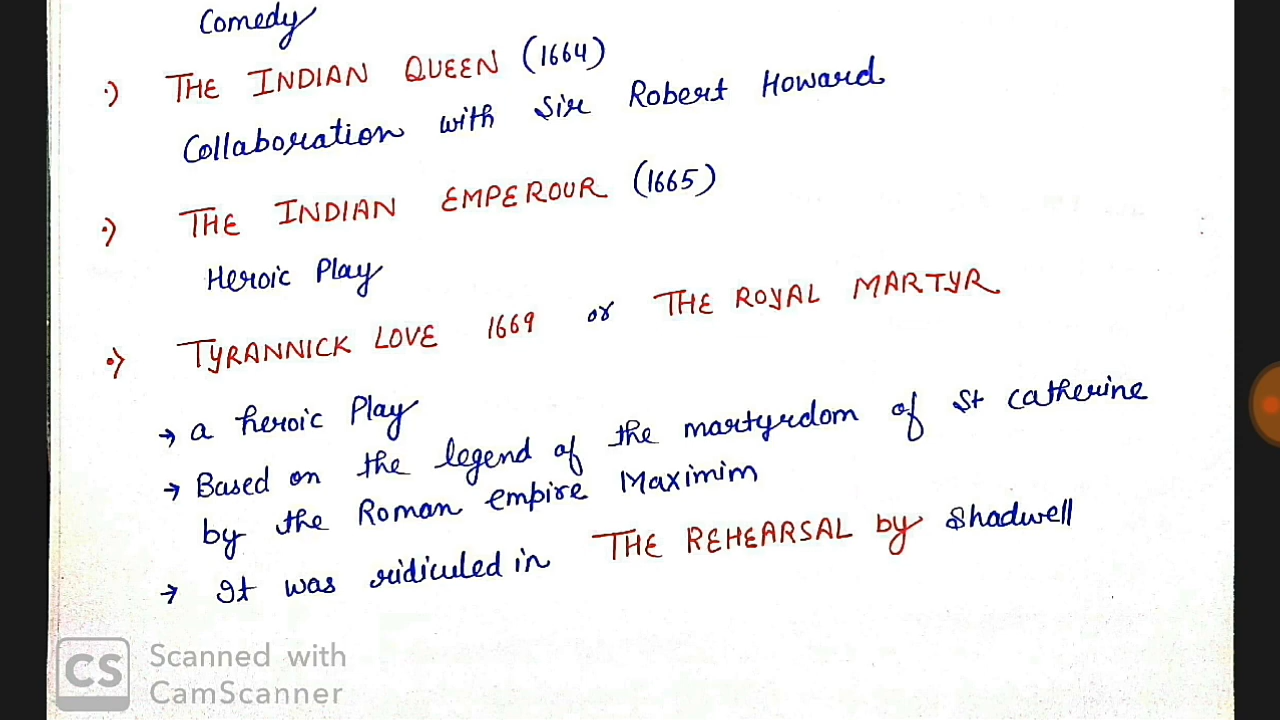 Comedy
•) THE INDIAN QUEEN (1664)
Collaboration with Sir Robert Howard
•) THE INDIAN EMPEROUR (1665)
Heroic Play
•) TYRANNICK LOVE 1669 or THE ROYAL MARTYR
→ a heroic Play
→ Based on the legend of the martyrdom of St Catherine
by the Roman empire Maximim
→ It was ridiculed in THE REHEARSAL by Shadwell
CS Scanned with
CamScanner